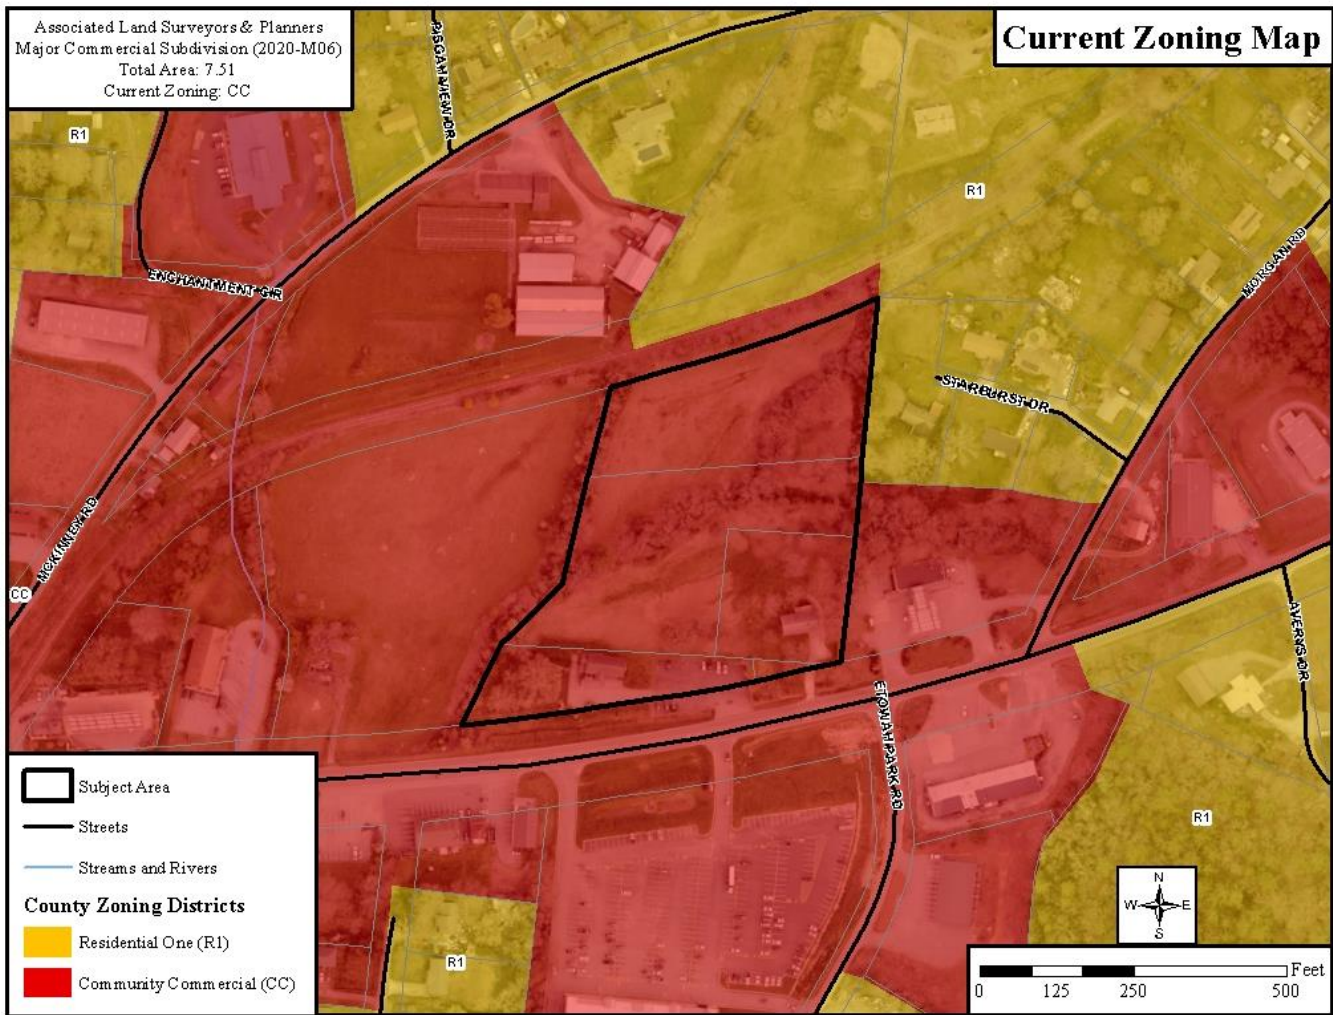 Associated Land Surveyors & Planners
Major Commercial Subdivision (2020-M06)
Total Area: 7.51
Current Zoning: CC
Current Zoning Map
PISGAHVIEW DR
R1
R1
MORGAN RD
ENCHANTMENT CIR
STARBURST DR
MCKINNEY RD
CC
AVERYS DR
ETOWAH PARK RD
R1
R1
Subject Area
Streets
Streams and Rivers
County Zoning Districts
Residential One (R1)
Community Commercial (CC)
N
W E
S
Feet
0 125 250 500